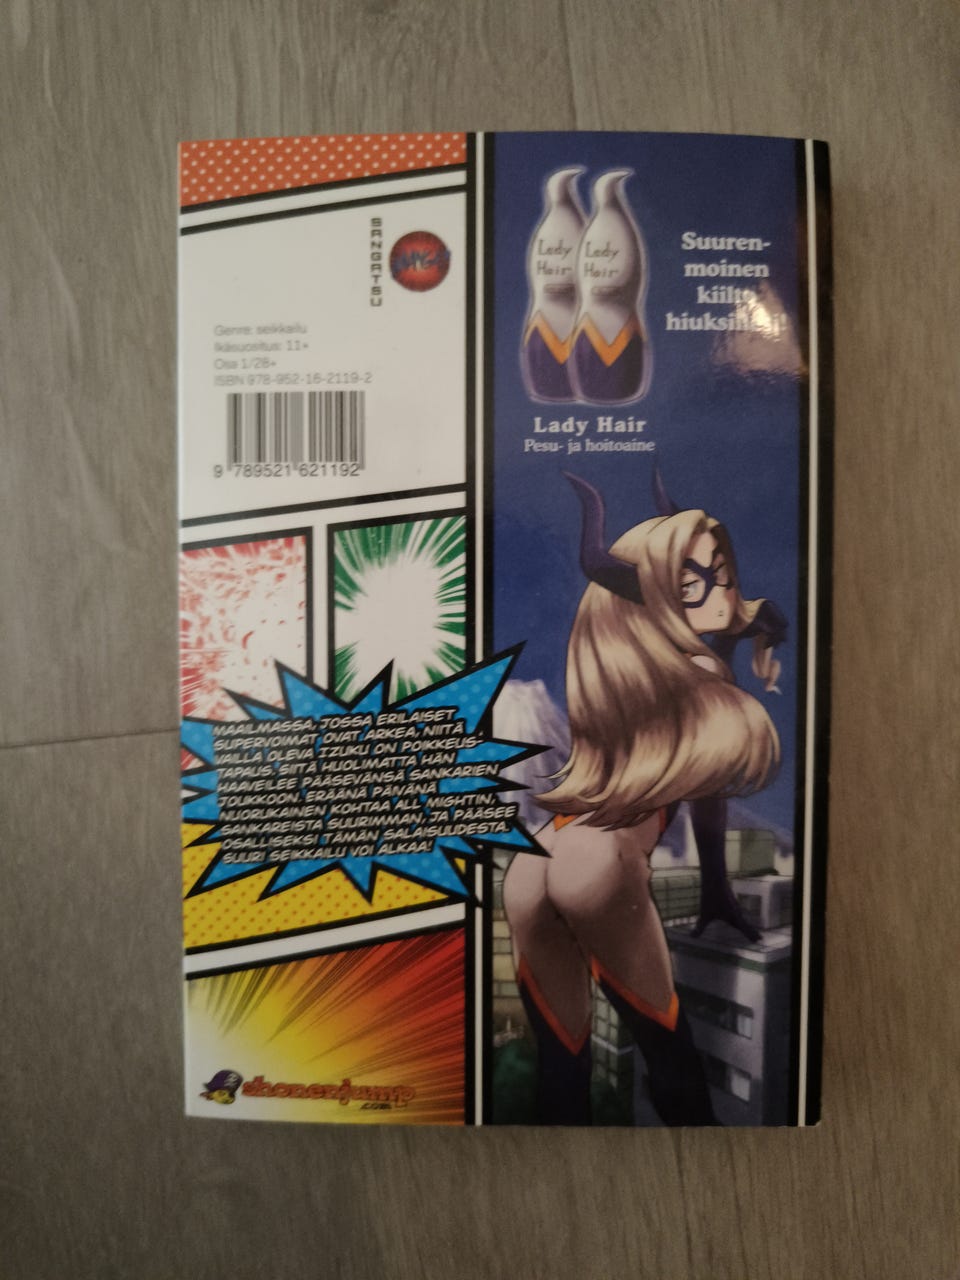 SANGATSU
Genre: seikkailu
Ikäsuositus: 11+
Osa 1/28+
ISBN 978-952-16-2119-2
9 789521 621192
Lady
Hair
Lady
Hair
Suuren-
moinen
kiilto
Lady Hair
Pesu- ja hoitoaine
MAAILMASSA, JOSSA ERILAISET
SUPERVOIMAT OVAT ARKEA, NIITÄ
VAILLA OLEVA IZUKU ON POIKKEUS-
TAPAUS. SIITÄ HUOLIMATTA HÄN
HAAVEILEE PÄÄSEVÄNSÄ SANKARIEN
JOUKKOON. ERÄÄNÄ PÄIVÄNÄ
NUORUKAINEN KOHTAA ALL MIGHTIN,
SANKAREISTA SUURIMMAN, JA PÄÄSEE
OSALLISEKSI TÄMÄN SALAISUUDESTA.
SUURI SEIKKAILU VOI ALKAA!
shonenjump
.com